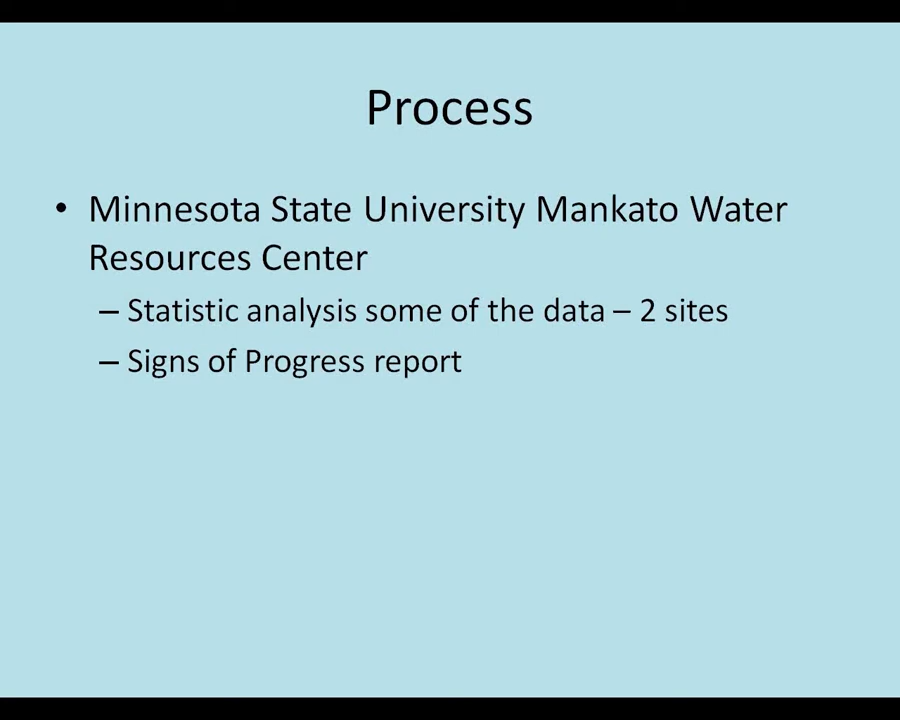 Process
• Minnesota State University Mankato Water
Resources Center
– Statistic analysis some of the data – 2 sites
– Signs of Progress report